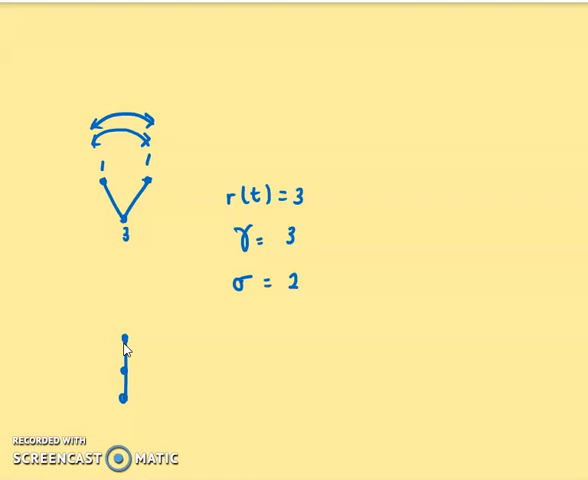 1 1
3
r(t) = 3
γ = 3
σ = 2
RECORDED WITH
SCREENCAST MATIC